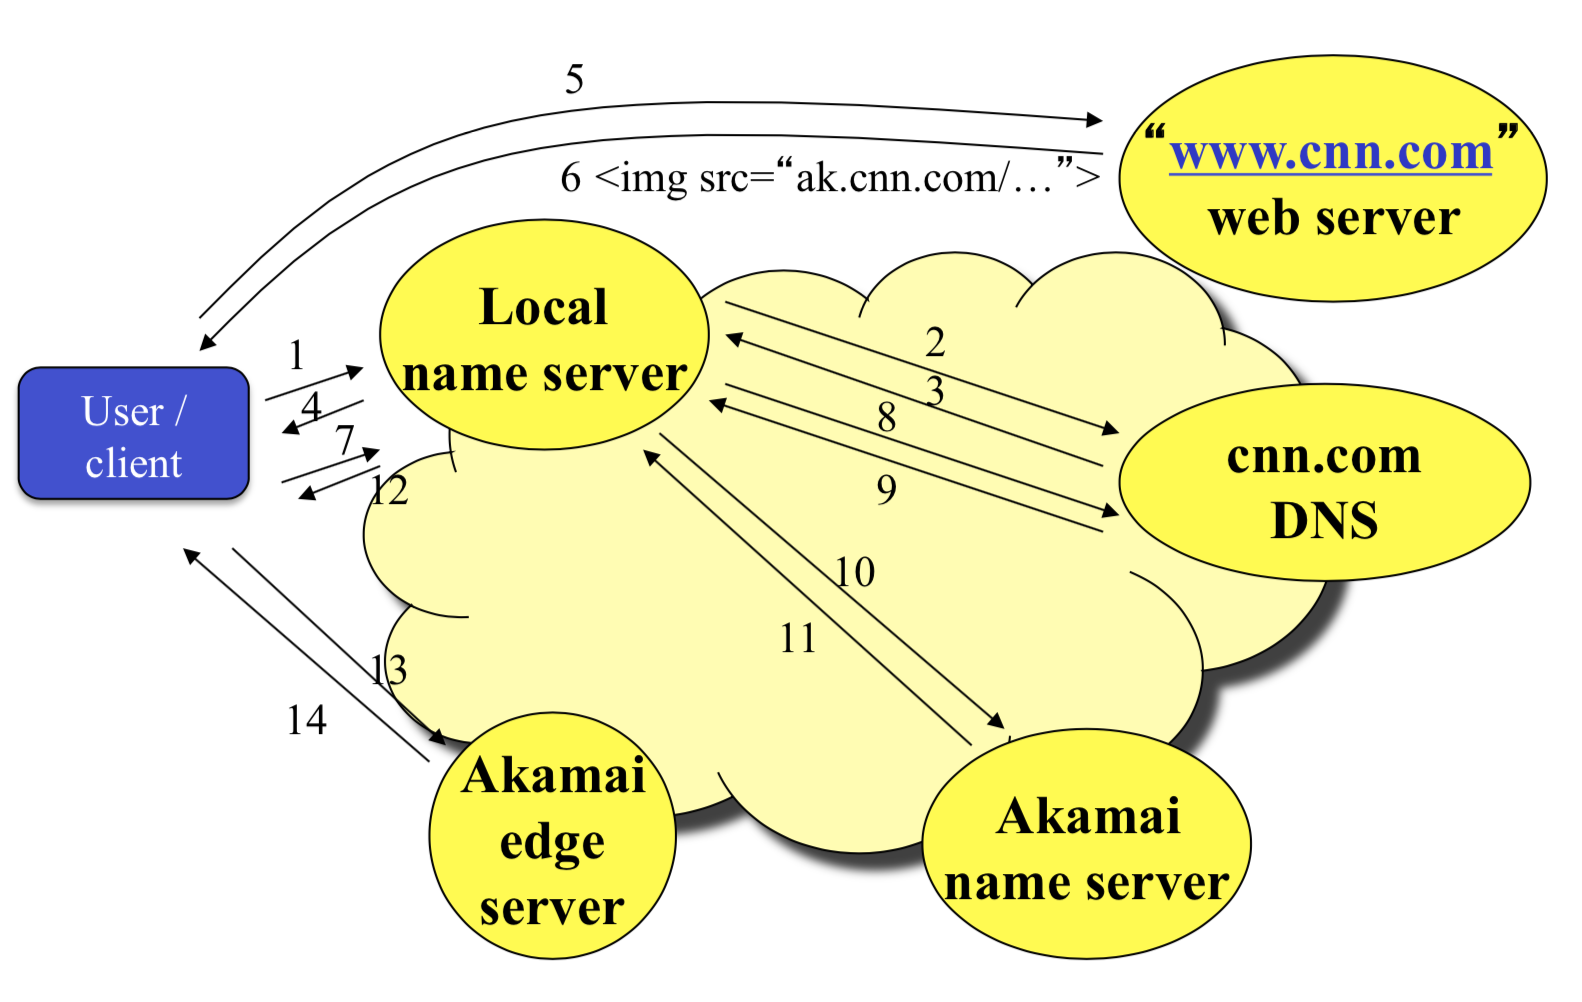 5
“www.cnn.com”
web server
6 <img src=“ak.cnn.com/…”>
Local
name server
1
2
3
4
User /
client
7
8
9
12
cnn.com
DNS
10
11
13
14
Akamai
edge
server
Akamai
name server